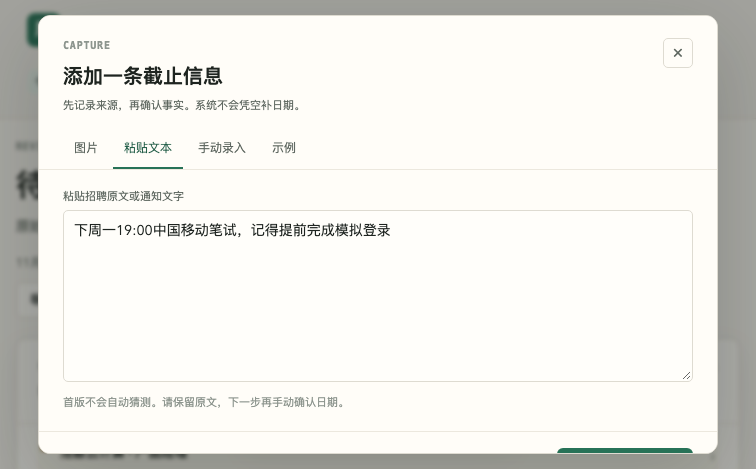 CAPTURE
添加一条截止信息
先记录来源，再确认事实。系统不会凭空补日期。
图片
粘贴文本
手动录入
示例
粘贴招聘原文或通知文字
下周一19:00中国移动笔试，记得提前完成模拟登录
首版不会自动猜测。请保留原文，下一步再手动确认日期。